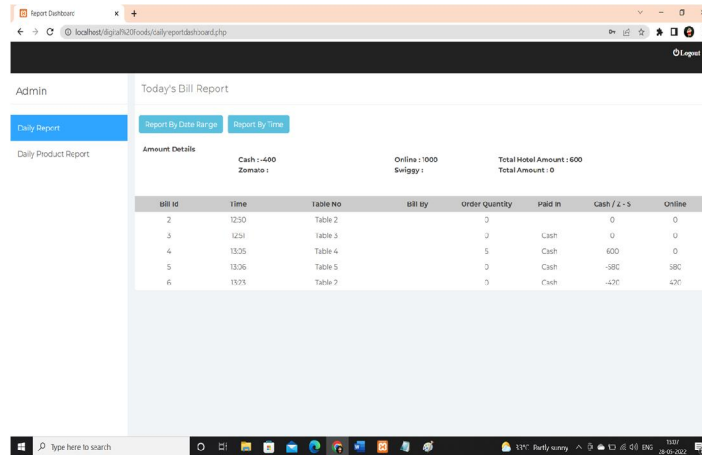 Report Dashboard
localhost/digital%20Foods/dailyreportdashboard.php
Logout
Admin
Today's Bill Report
Daily Report
Report By Date Range Report By Time
Daily Product Report
Amount Details
Cash : -400 Online : 1000 Total Hotel Amount : 600
Zomato : Swiggy : Total Amount : 0
Bill Id Time Table No Bill By Order Quantity Paid In Cash / Z - S Online
2 12:50 Table 2 0 0 0
3 12:51 Table 3 0 Cash 0 0
4 13:05 Table 4 5 Cash 600 0
5 13:06 Table 5 0 Cash -580 580
6 13:23 Table 2 0 Cash -420 420
Type here to search
33°C Partly sunny ENG
28-05-2022